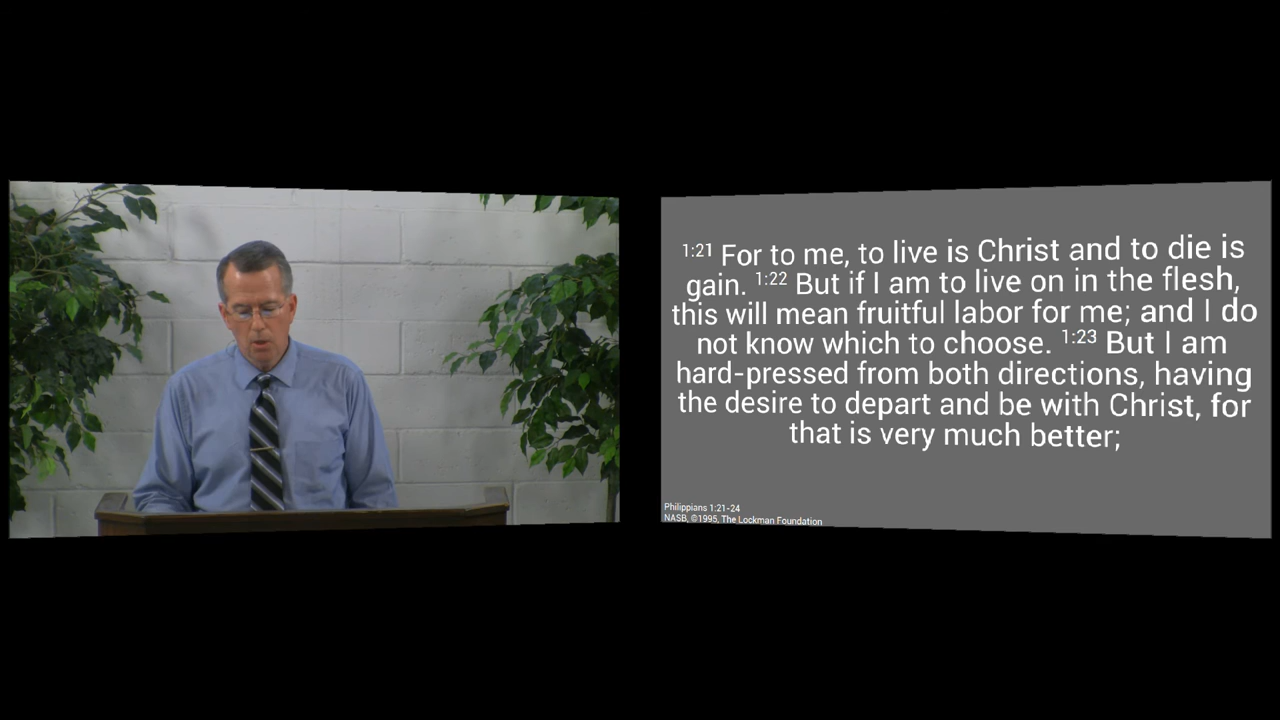 1:21 For to me, to live is Christ and to die is
gain. 1:22 But if I am to live on in the flesh,
this will mean fruitful labor for me; and I do
not know which to choose. 1:23 But I am
hard-pressed from both directions, having
the desire to depart and be with Christ, for
that is very much better;
Philippians 1:21-24
NASB, ©1995, The Lockman Foundation